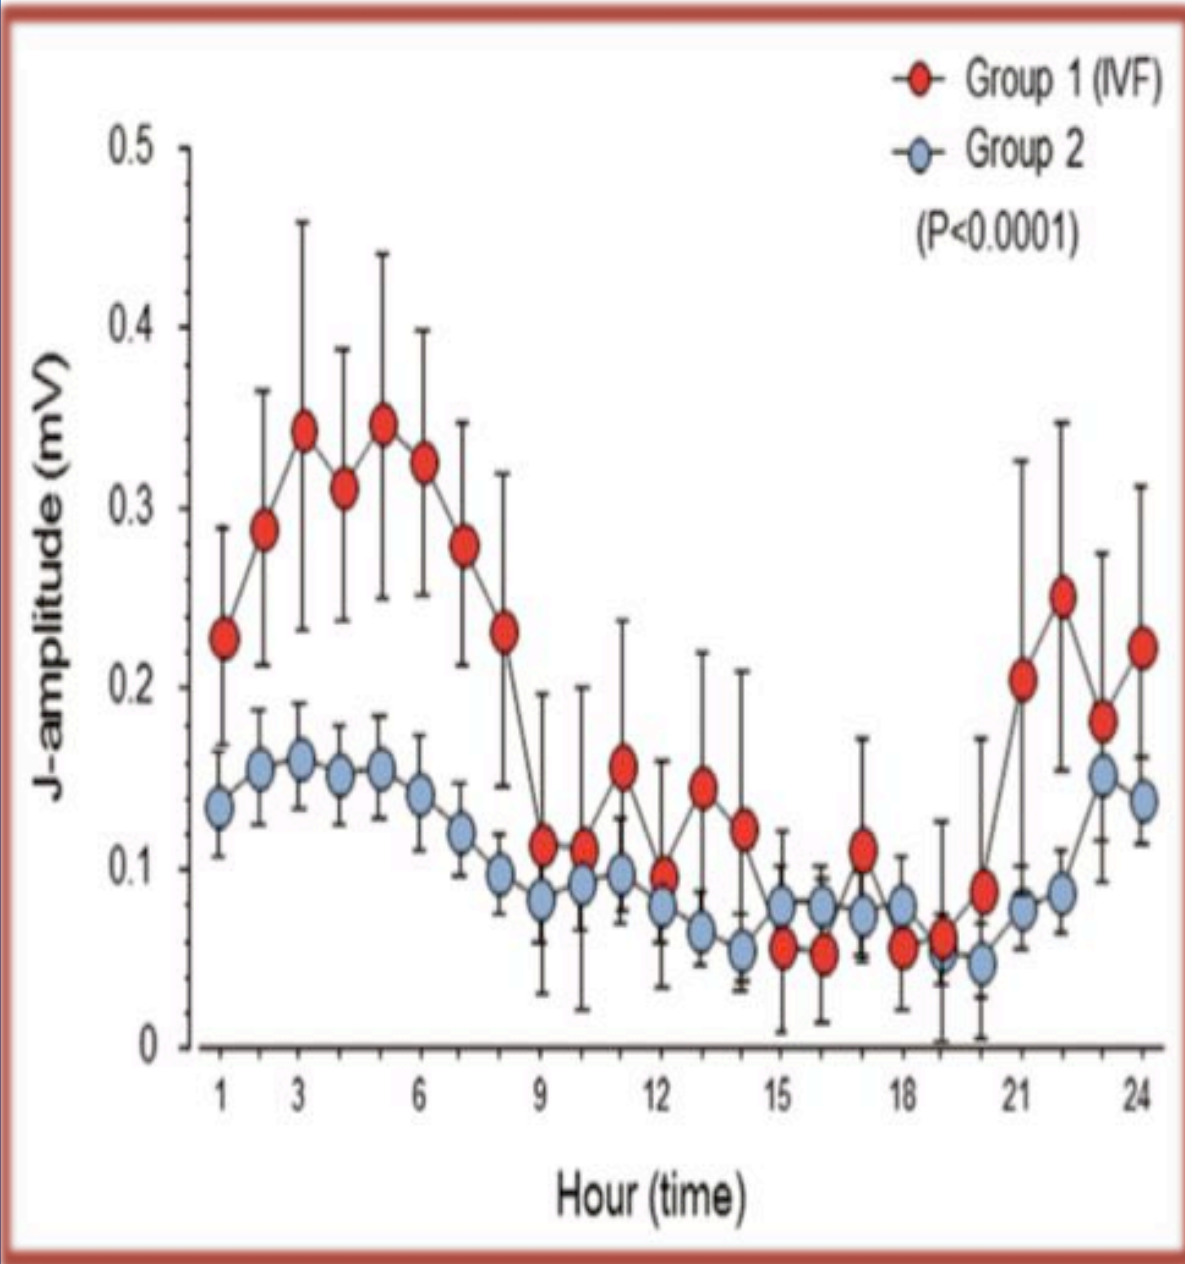 Group 1 (IVF)
Group 2
(P<0.0001)
0.5
0.4
0.3
0.2
0.1
0
J-amplitude (mV)
1 3 6 9 12 15 18 21 24
Hour (time)